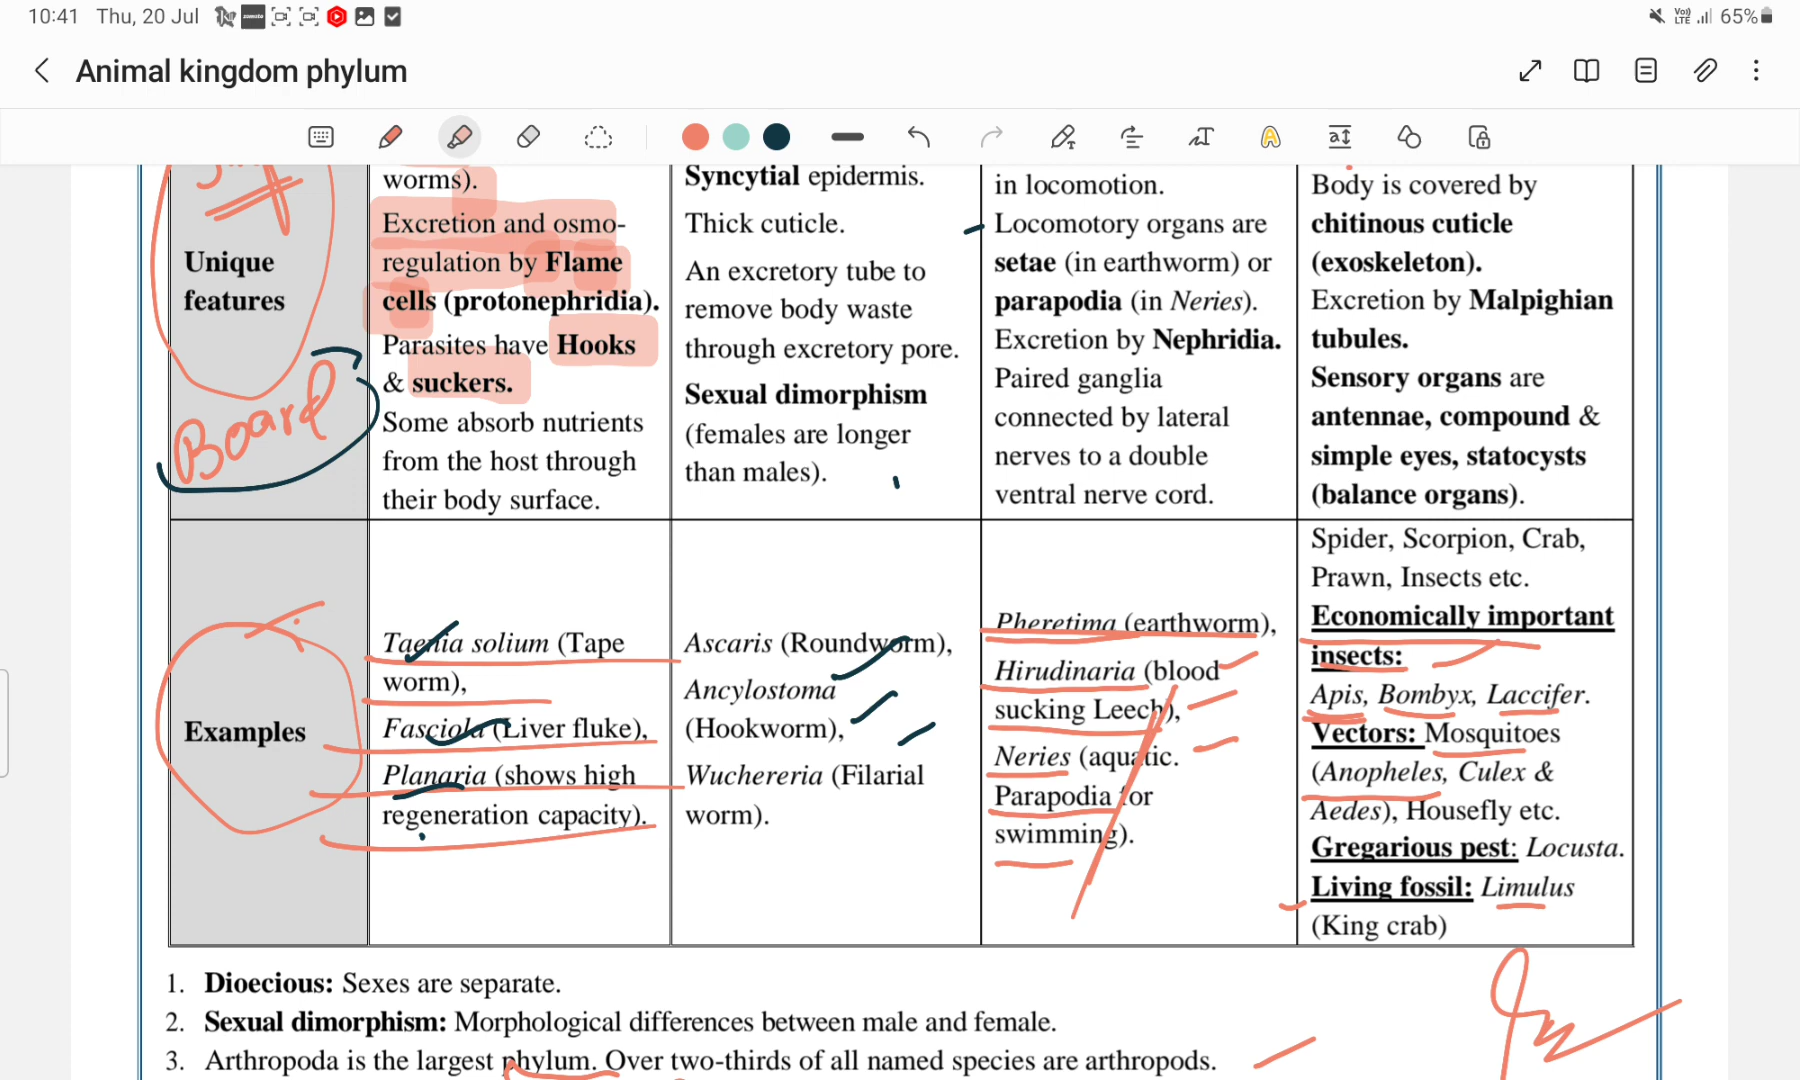 10:41 Thu, 20 Jul
65%
Animal kingdom phylum
Unique
features
Board
worms).
Excretion and osmo-
regulation by Flame
cells (protonephridia).
Parasites have Hooks
& suckers.
Some absorb nutrients
from the host through
their body surface.
Syncytial epidermis.
Thick cuticle.
An excretory tube to
remove body waste
through excretory pore.
Sexual dimorphism
(females are longer
than males).
in locomotion.
Locomotory organs are
setae (in earthworm) or
parapodia (in Neries).
Excretion by Nephridia.
Paired ganglia
connected by lateral
nerves to a double
ventral nerve cord.
Body is covered by
chitinous cuticle
(exoskeleton).
Excretion by Malpighian
tubules.
Sensory organs are
antennae, compound &
simple eyes, statocysts
(balance organs).
Examples
Taenia solium (Tape
worm),
Fasciola (Liver fluke),
Planaria (shows high
regeneration capacity).
Ascaris (Roundworm),
Ancylostoma
(Hookworm),
Wuchereria (Filarial
worm).
Pheretima (earthworm),
Hirudinaria (blood
sucking Leech),
Neries (aquatic.
Parapodia for
swimming).
Spider, Scorpion, Crab,
Prawn, Insects etc.
Economically important
insects:
Apis, Bombyx, Laccifer.
Vectors: Mosquitoes
(Anopheles, Culex &
Aedes), Housefly etc.
Gregarious pest: Locusta.
Living fossil: Limulus
(King crab)
1. Dioecious: Sexes are separate.
2. Sexual dimorphism: Morphological differences between male and female.
3. Arthropoda is the largest phylum. Over two-thirds of all named species are arthropods.